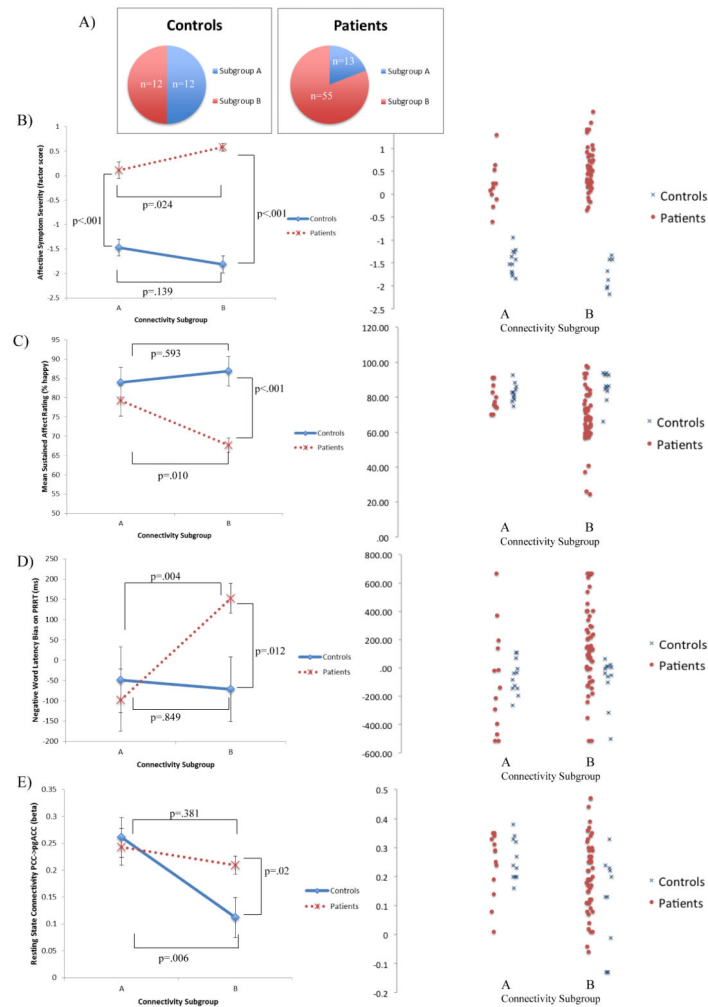 A)
Controls
n=12
n=12
Subgroup A
Subgroup B
Patients
n=13
n=55
Subgroup A
Subgroup B
B)
Affective Symptom Severity (factor score)
1
0.5
0
-0.5
-1
-1.5
-2
-2.5
p<.001
p=.024
p<.001
p=.139
A
B
Connectivity Subgroup
Controls
Patients
1
0.5
0
-0.5
-1
-1.5
-2
-2.5
A
B
Connectivity Subgroup
Controls
Patients
C)
Mean Sustained Affect Rating (% happy)
95
90
85
80
75
70
65
60
55
50
p=.593
p<.001
p=.010
A
B
Connectivity Subgroup
Controls
Patients
120.00
100.00
80.00
60.00
40.00
20.00
.00
A
B
Connectivity Subgroup
Controls
Patients
D)
Negative Word Latency Bias on PRRT (ms)
250
200
150
100
50
0
-50
-100
-150
-200
p=.004
p=.012
p=.849
A
B
Connectivity Subgroup
Controls
Patients
800.00
600.00
400.00
200.00
.00
-200.00
-400.00
-600.00
A
B
Connectivity Subgroup
Controls
Patients
E)
Resting State Connectivity PCC->pgACC (beta)
0.35
0.3
0.25
0.2
0.15
0.1
0.05
0
p=.381
p=.02
p=.006
A
B
Connectivity Subgroup
Controls
Patients
0.5
0.4
0.3
0.2
0.1
0
-0.1
-0.2
A
B
Connectivity Subgroup
Controls
Patients